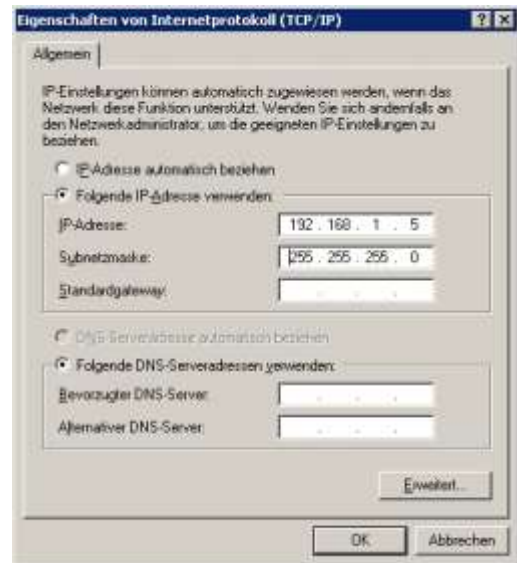 Eigenschaften von Internetprotokoll (TCP/IP)
Allgemein
IP-Einstellungen können automatisch zugewiesen werden, wenn das
Netzwerk diese Funktion unterstützt. Wenden Sie sich andernfalls an
den Netzwerkadministrator, um die geeigneten IP-Einstellungen zu
beziehen.
IP-Adresse automatisch beziehen
Folgende IP-Adresse verwenden:
IP-Adresse: 192 . 168 . 1 . 5
Subnetzmaske: 255 . 255 . 255 . 0
Standardgateway: . . .
DNS-Serveradresse automatisch beziehen
Folgende DNS-Serveradressen verwenden:
Bevorzugter DNS-Server: . . .
Alternativer DNS-Server: . . .
Erweitert...
OK Abbrechen